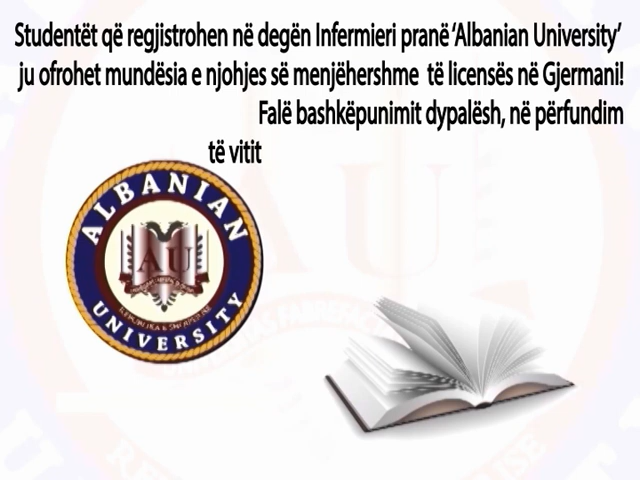 Studentët që regjistrohen në degën Infermieri pranë ‘Albanian University’
ju ofrohet mundësia e njohjes së menjëhershme të licensës në Gjermani!
Falë bashkëpunimit dypalësh, në përfundim
të vitit
ALBANIAN
AU
UNIVERSITY